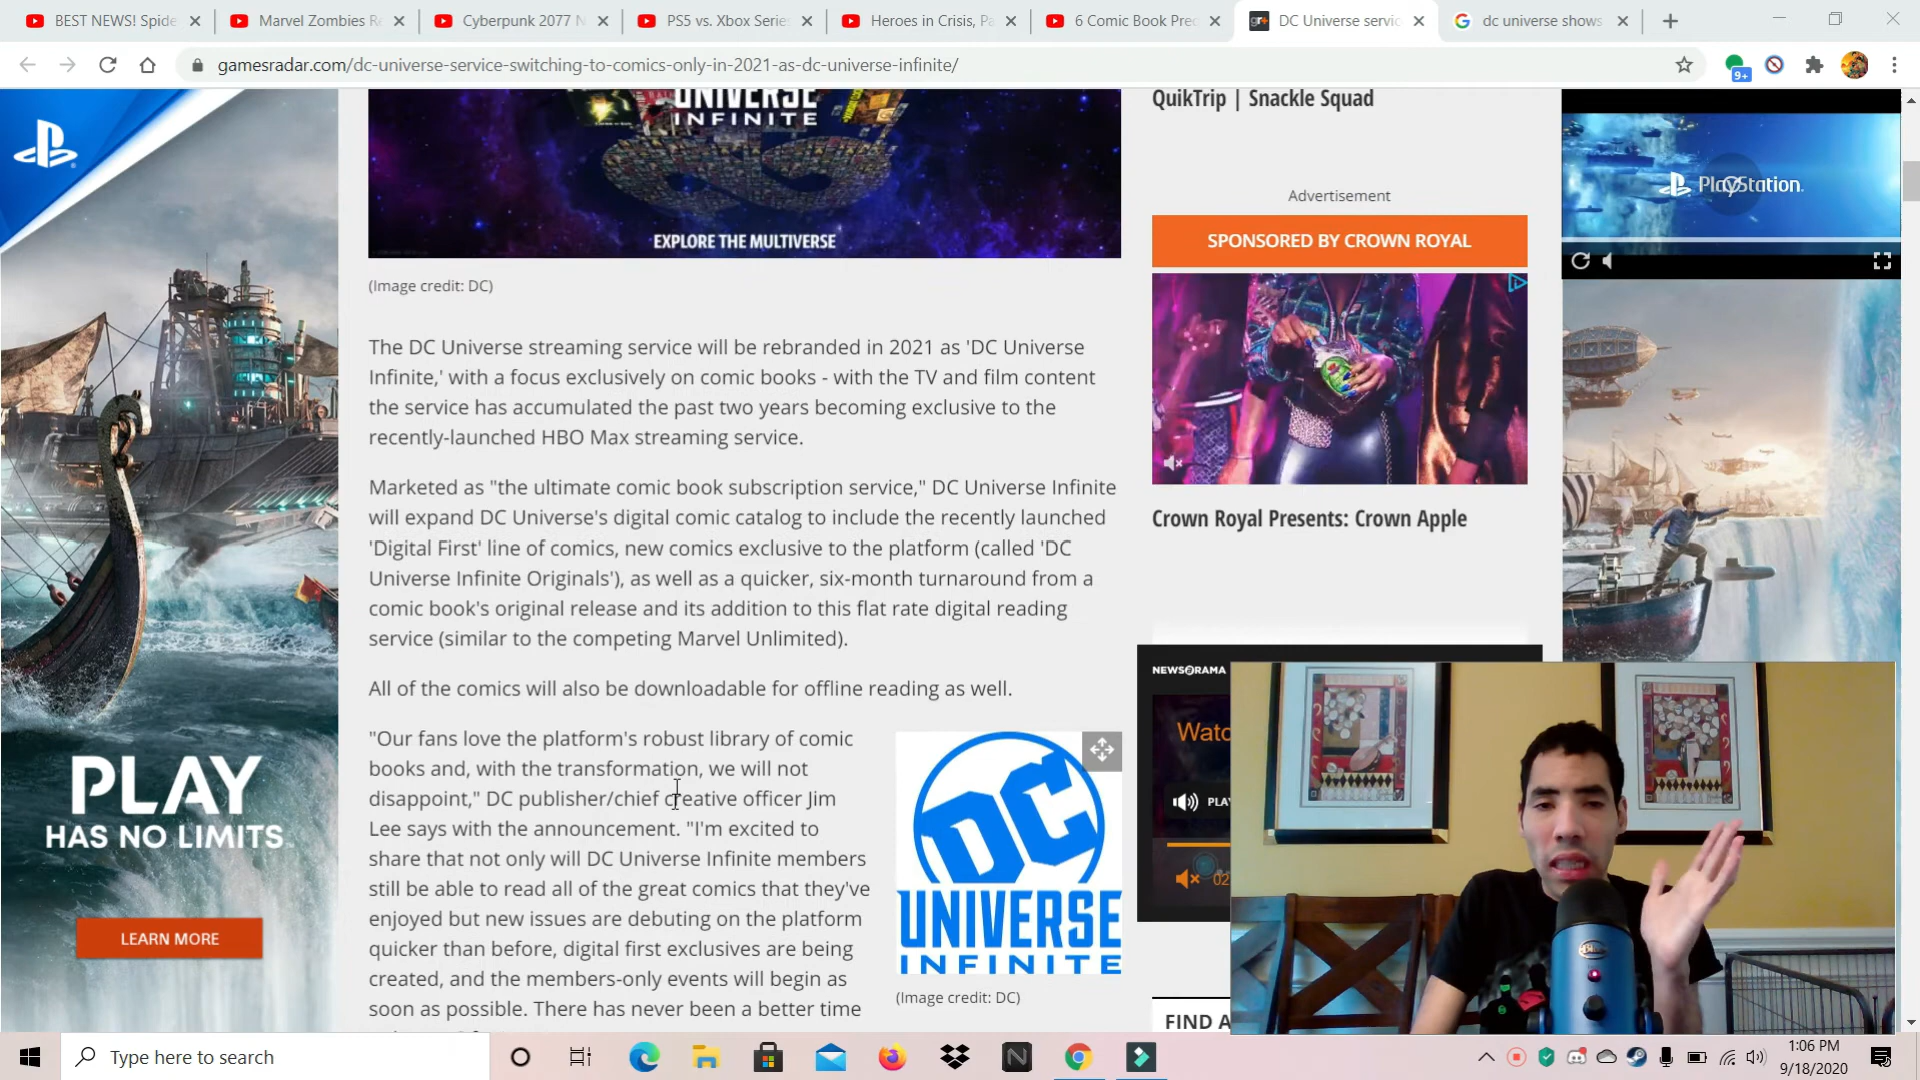 BEST NEWS! Spide
Marvel Zombies Re
Cyberpunk 2077 N
PS5 vs. Xbox Serie
Heroes in Crisis, Pa
6 Comic Book Pred
DC Universe servic
dc universe shows
gamesradar.com/dc-universe-service-switching-to-comics-only-in-2021-as-dc-universe-infinite/
9+
UNIVERSE
INFINITE
EXPLORE THE MULTIVERSE
(Image credit: DC)
The DC Universe streaming service will be rebranded in 2021 as 'DC Universe
Infinite,' with a focus exclusively on comic books - with the TV and film content
the service has accumulated the past two years becoming exclusive to the
recently-launched HBO Max streaming service.
Marketed as "the ultimate comic book subscription service," DC Universe Infinite
will expand DC Universe's digital comic catalog to include the recently launched
'Digital First' line of comics, new comics exclusive to the platform (called 'DC
Universe Infinite Originals'), as well as a quicker, six-month turnaround from a
comic book's original release and its addition to this flat rate digital reading
service (similar to the competing Marvel Unlimited).
All of the comics will also be downloadable for offline reading as well.
"Our fans love the platform's robust library of comic
books and, with the transformation, we will not
disappoint," DC publisher/chief creative officer Jim
Lee says with the announcement. "I'm excited to
share that not only will DC Universe Infinite members
still be able to read all of the great comics that they've
enjoyed but new issues are debuting on the platform
quicker than before, digital first exclusives are being
created, and the members-only events will begin as
soon as possible. There has never been a better time
DC
UNIVERSE
INFINITE
(Image credit: DC)
QuikTrip | Snackle Squad
Advertisement
SPONSORED BY CROWN ROYAL
Crown Royal Presents: Crown Apple
NEWSARAMA
Watc
PLA
02
FIND A
PlayStation.
PLAY
HAS NO LIMITS
LEARN MORE
Type here to search
1:06 PM
9/18/2020